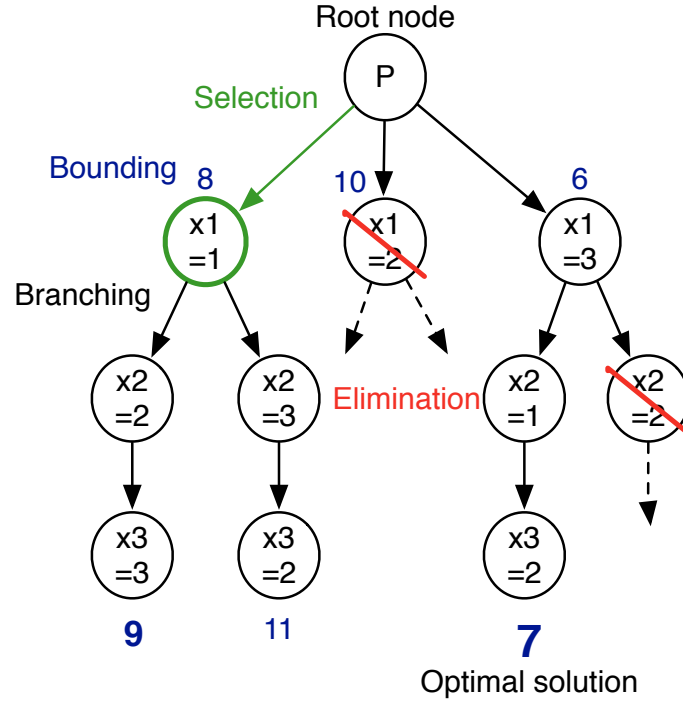 Root node
P
Selection
Bounding
8
10
6
x1
=1
x1
=2
x1
=3
Branching
x2
=2
x2
=3
Elimination
x2
=1
x2
=2
x3
=3
x3
=2
x3
=2
9
11
7
Optimal solution